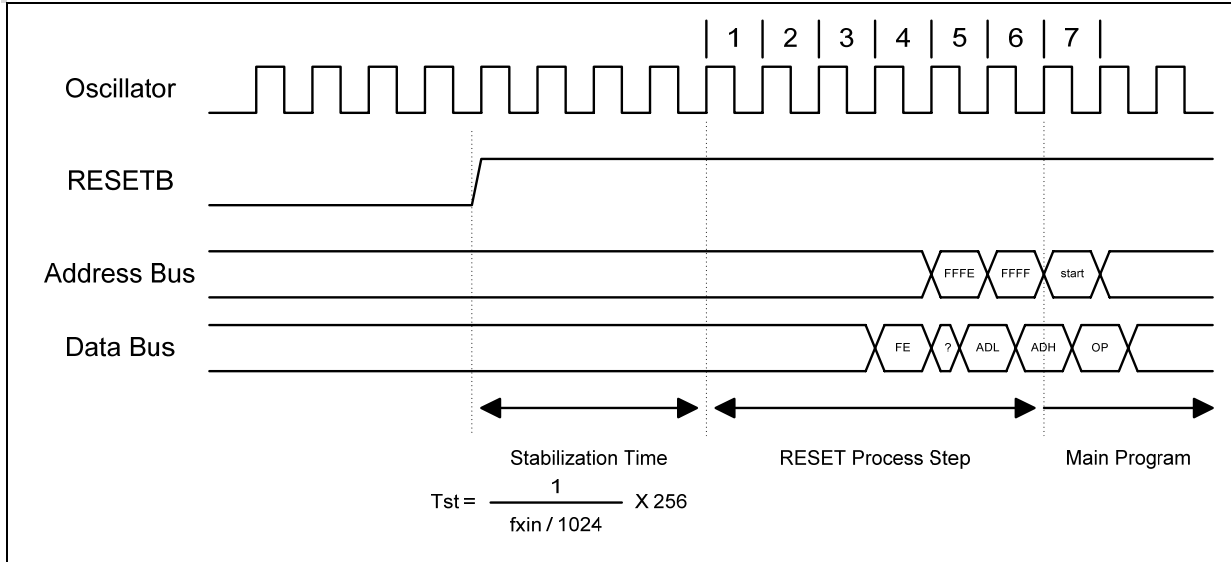 1 2 3 4 5 6 7
Oscillator
RESETB
Address Bus
FFFE FFFF start
Data Bus
FE ? ADL ADH OP
Stabilization Time
RESET Process Step
Main Program
Tst = 1 X 256
fxin / 1024